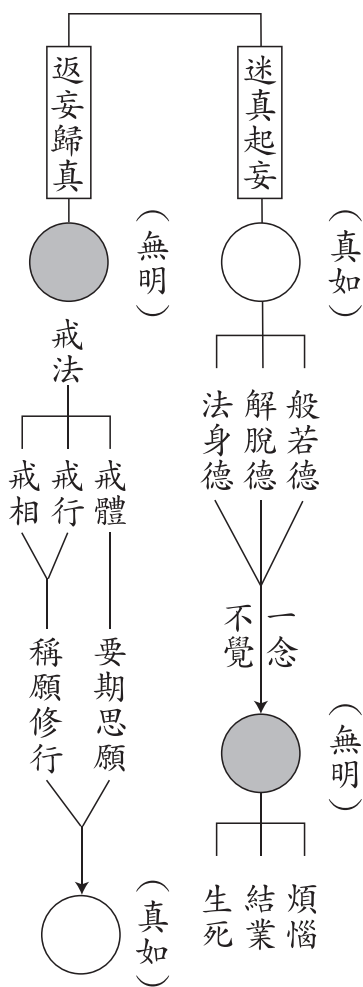 迷真起妄
（真如）
般若德
解脫德
法身德
一念
不覺
（無明）
煩惱
結業
生死
返妄歸真
（無明）
戒法
戒體
戒行
戒相
要期思願
稱願修行
（真如）